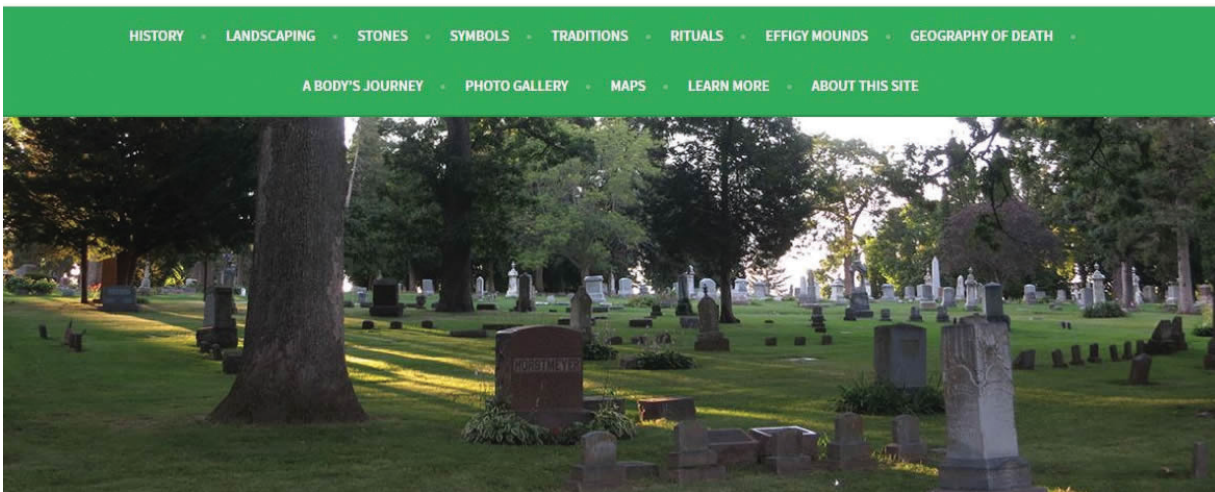 HISTORY LANDSCAPING STONES SYMBOLS TRADITIONS RITUALS EFFIGY MOUNDS GEOGRAPHY OF DEATH
A BODY'S JOURNEY PHOTO GALLERY MAPS LEARN MORE ABOUT THIS SITE
HORSTMEYER